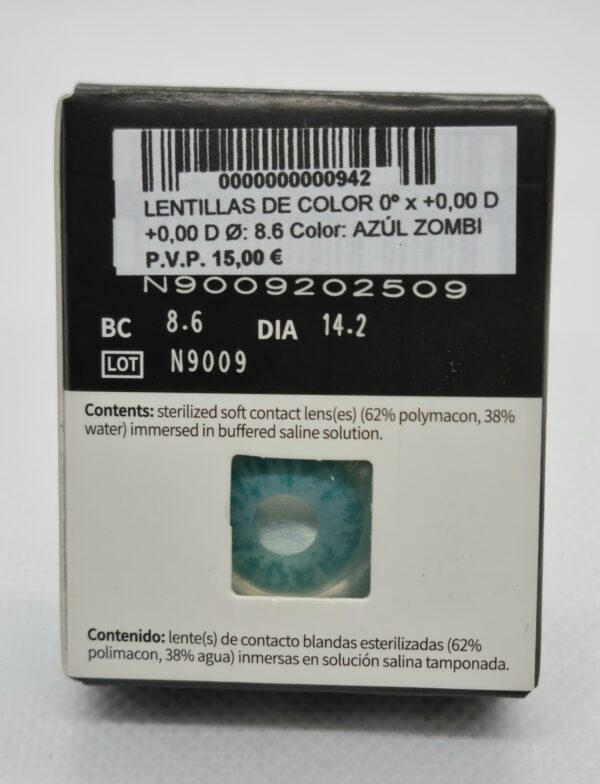 0000000000942
LENTILLAS DE COLOR 0º x +0,00 D
+0,00 D Ø: 8.6 Color: AZÚL ZOMBI
P.V.P. 15,00 €
N9009202509
BC 8.6 DIA 14.2
LOT N9009
Contents: sterilized soft contact lens(es) (62% polymacon, 38%
water) immersed in buffered saline solution.
Contenido: lente(s) de contacto blandas esterilizadas (62%
polimacon, 38% agua) inmersas en solución salina tamponada.